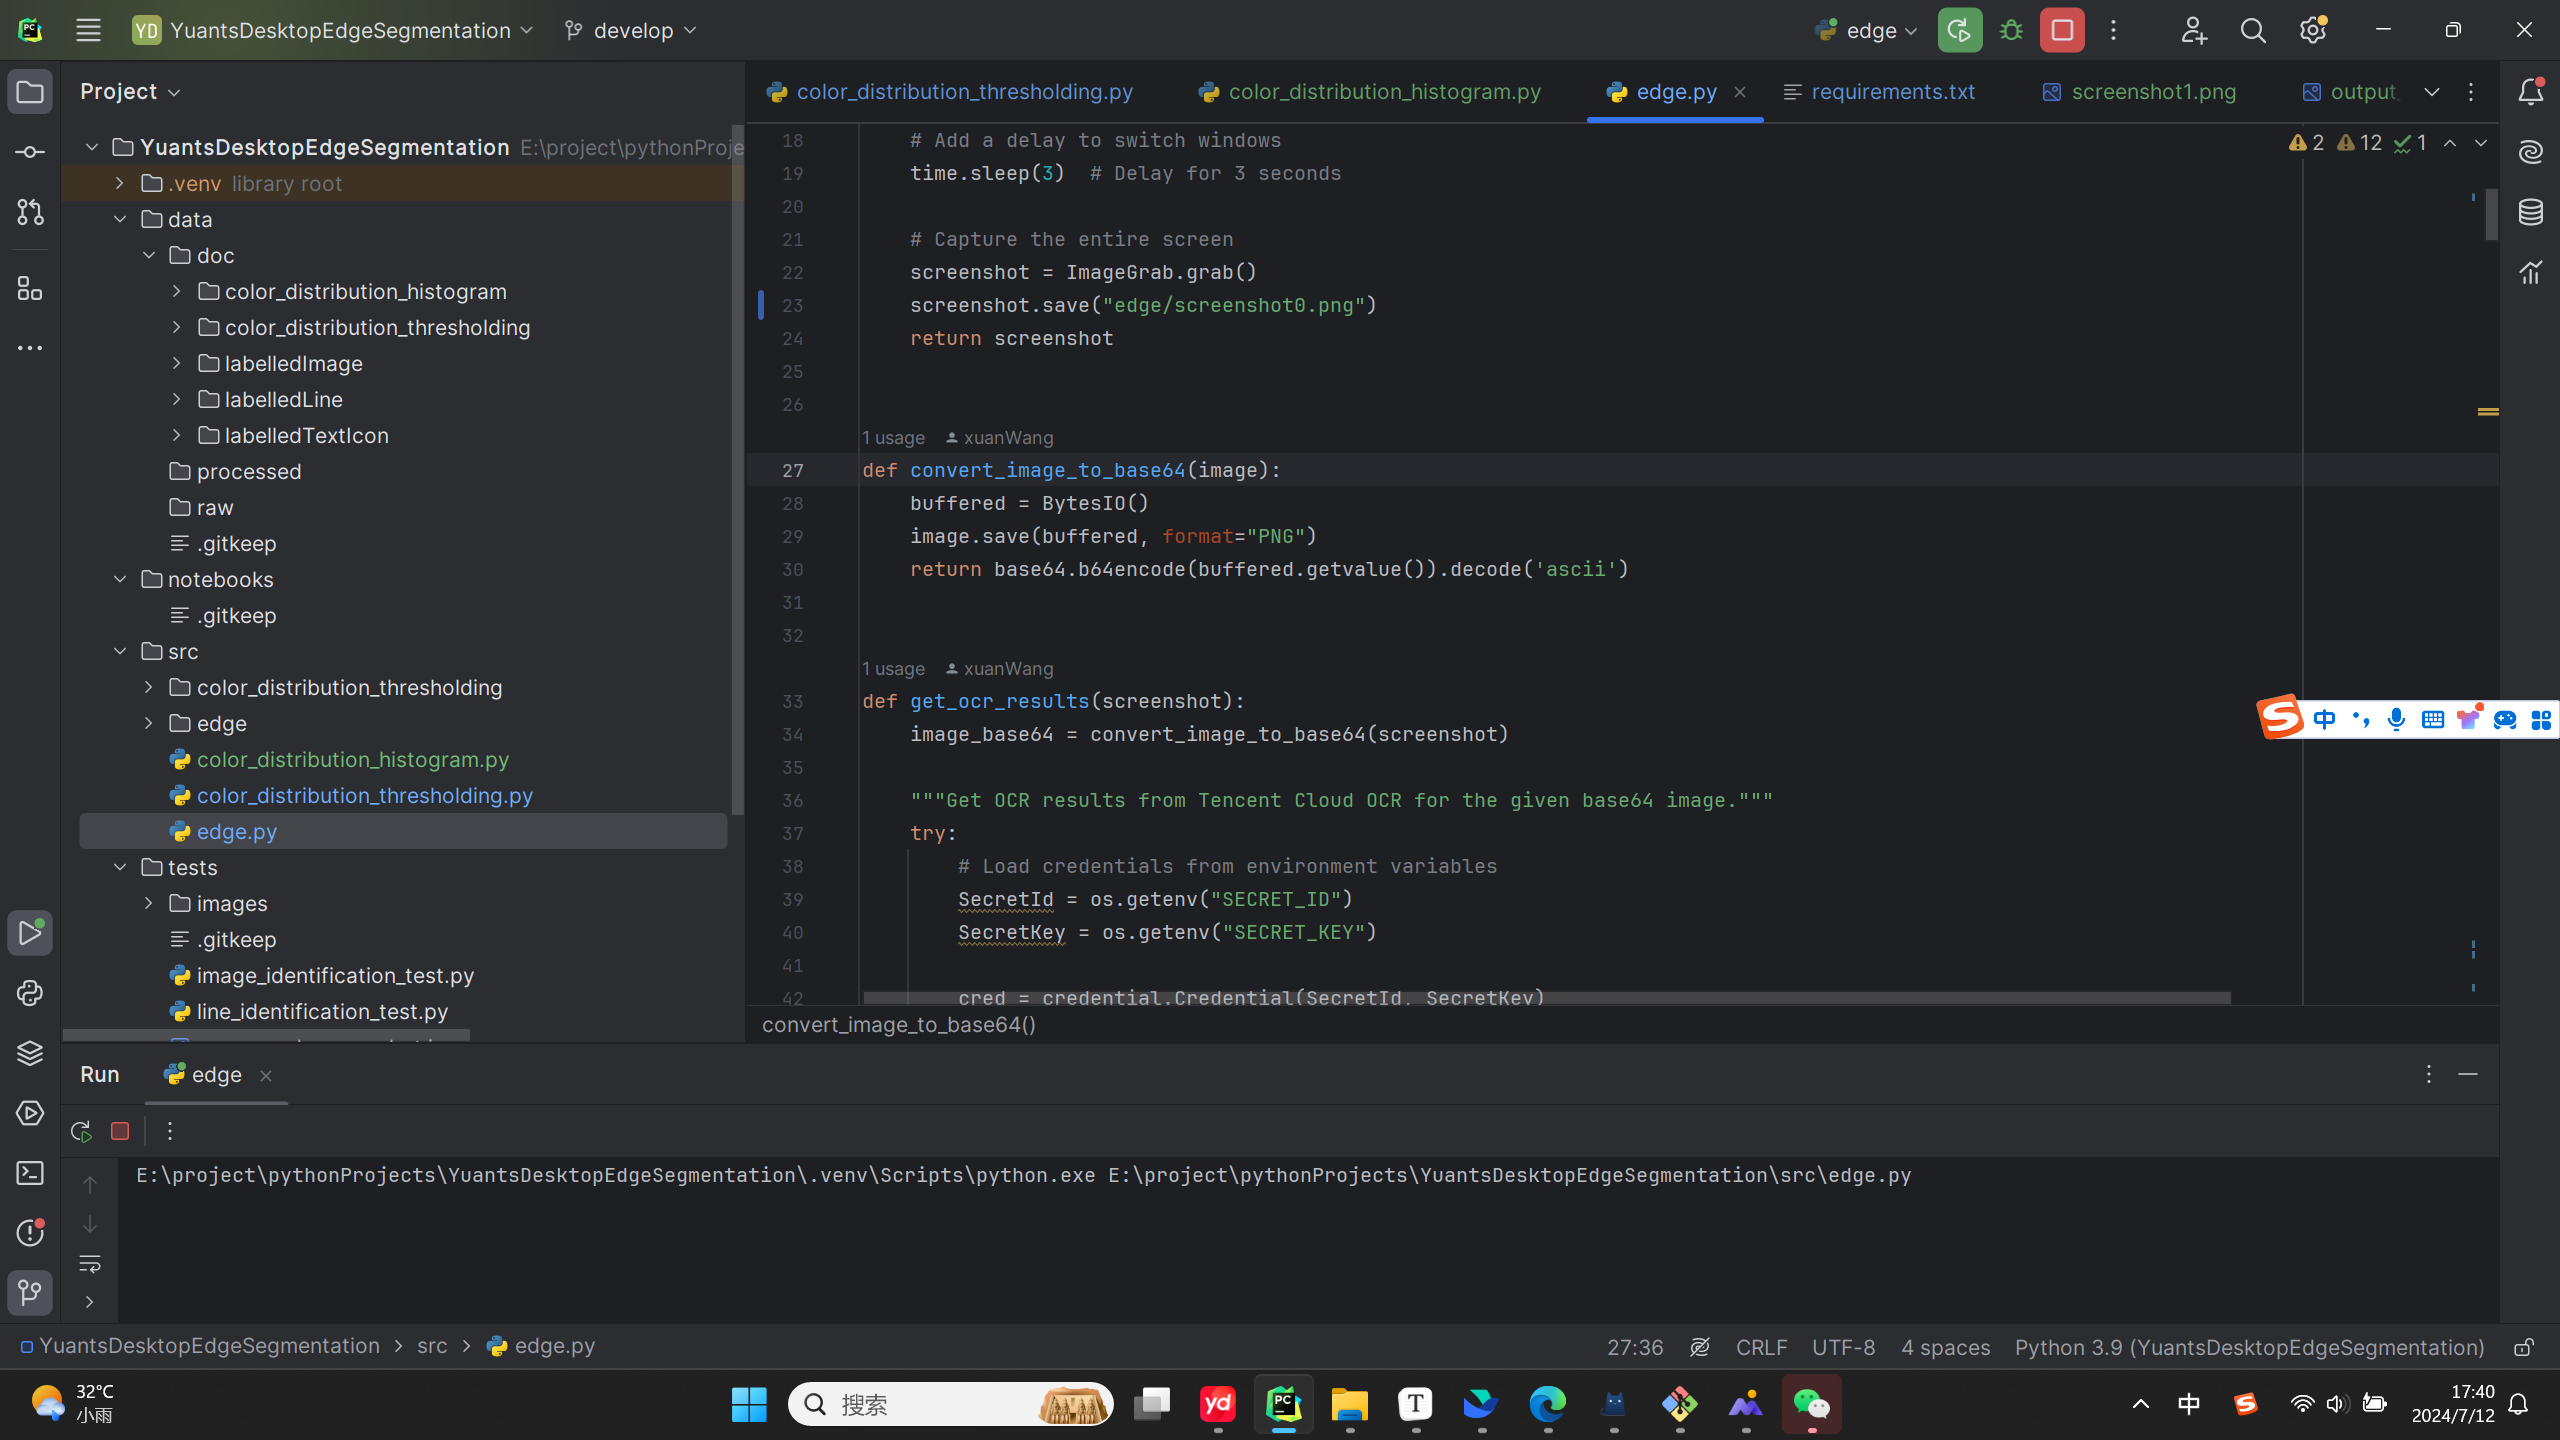 YD YuantsDesktopEdgeSegmentation develop edge
Project
color_distribution_thresholding.py color_distribution_histogram.py edge.py requirements.txt screenshot1.png output
YuantsDesktopEdgeSegmentation E:\project\pythonProje
.venv library root
data
doc
color_distribution_histogram
color_distribution_thresholding
labelledImage
labelledLine
labelledTextIcon
processed
raw
.gitkeep
notebooks
.gitkeep
src
color_distribution_thresholding
edge
color_distribution_histogram.py
color_distribution_thresholding.py
edge.py
tests
images
.gitkeep
image_identification_test.py
line_identification_test.py
2 12 1
18 # Add a delay to switch windows
19 time.sleep(3) # Delay for 3 seconds
20
21 # Capture the entire screen
22 screenshot = ImageGrab.grab()
23 screenshot.save("edge/screenshot0.png")
24 return screenshot
25
26
1 usage xuanWang
27 def convert_image_to_base64(image):
28 buffered = BytesIO()
29 image.save(buffered, format="PNG")
30 return base64.b64encode(buffered.getvalue()).decode('ascii')
31
32
1 usage xuanWang
33 def get_ocr_results(screenshot):
34 image_base64 = convert_image_to_base64(screenshot)
35
36 """Get OCR results from Tencent Cloud OCR for the given base64 image."""
37 try:
38 # Load credentials from environment variables
39 SecretId = os.getenv("SECRET_ID")
40 SecretKey = os.getenv("SECRET_KEY")
41
42 cred = credential.Credential(SecretId, SecretKey)
convert_image_to_base64()
中
Run edge
E:\project\pythonProjects\YuantsDesktopEdgeSegmentation\.venv\Scripts\python.exe E:\project\pythonProjects\YuantsDesktopEdgeSegmentation\src\edge.py
YuantsDesktopEdgeSegmentation src edge.py
27:36 CRLF UTF-8 4 spaces Python 3.9 (YuantsDesktopEdgeSegmentation)
32℃
小雨
搜索
yd
PC
T
中
17:40
2024/7/12